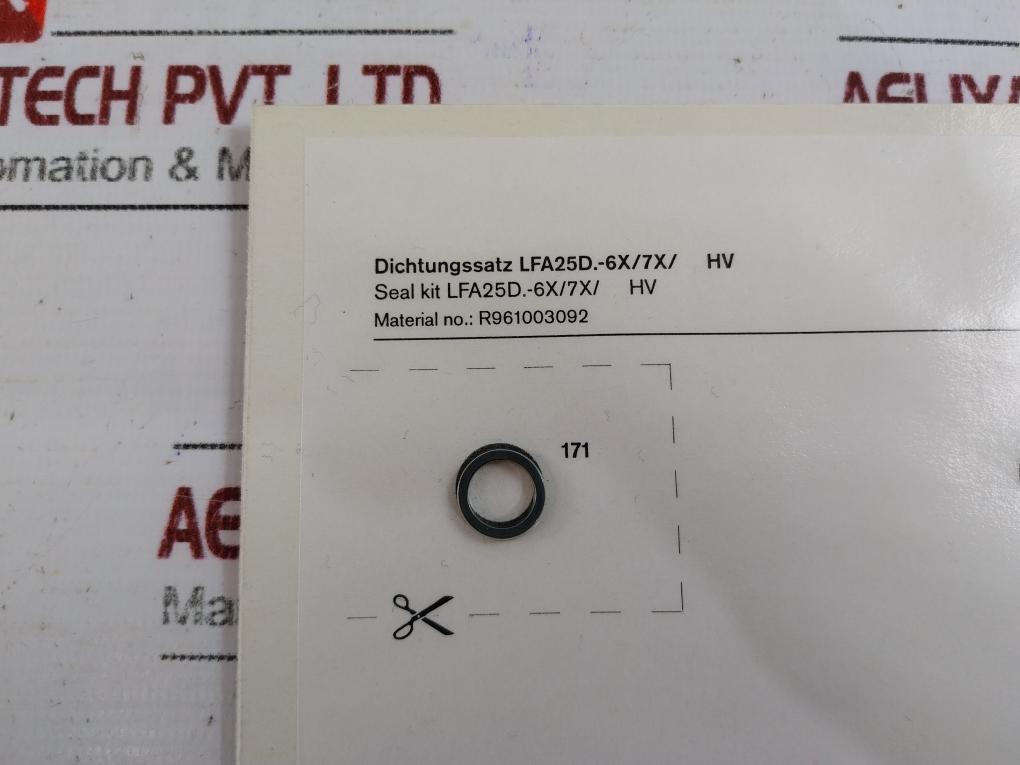 TECH PVT. LTD
omation & M
Dichtungssatz LFA25D.-6X/7X/ HV
Seal kit LFA25D.-6X/7X/ HV
Material no.: R961003092
171
AE
Ma